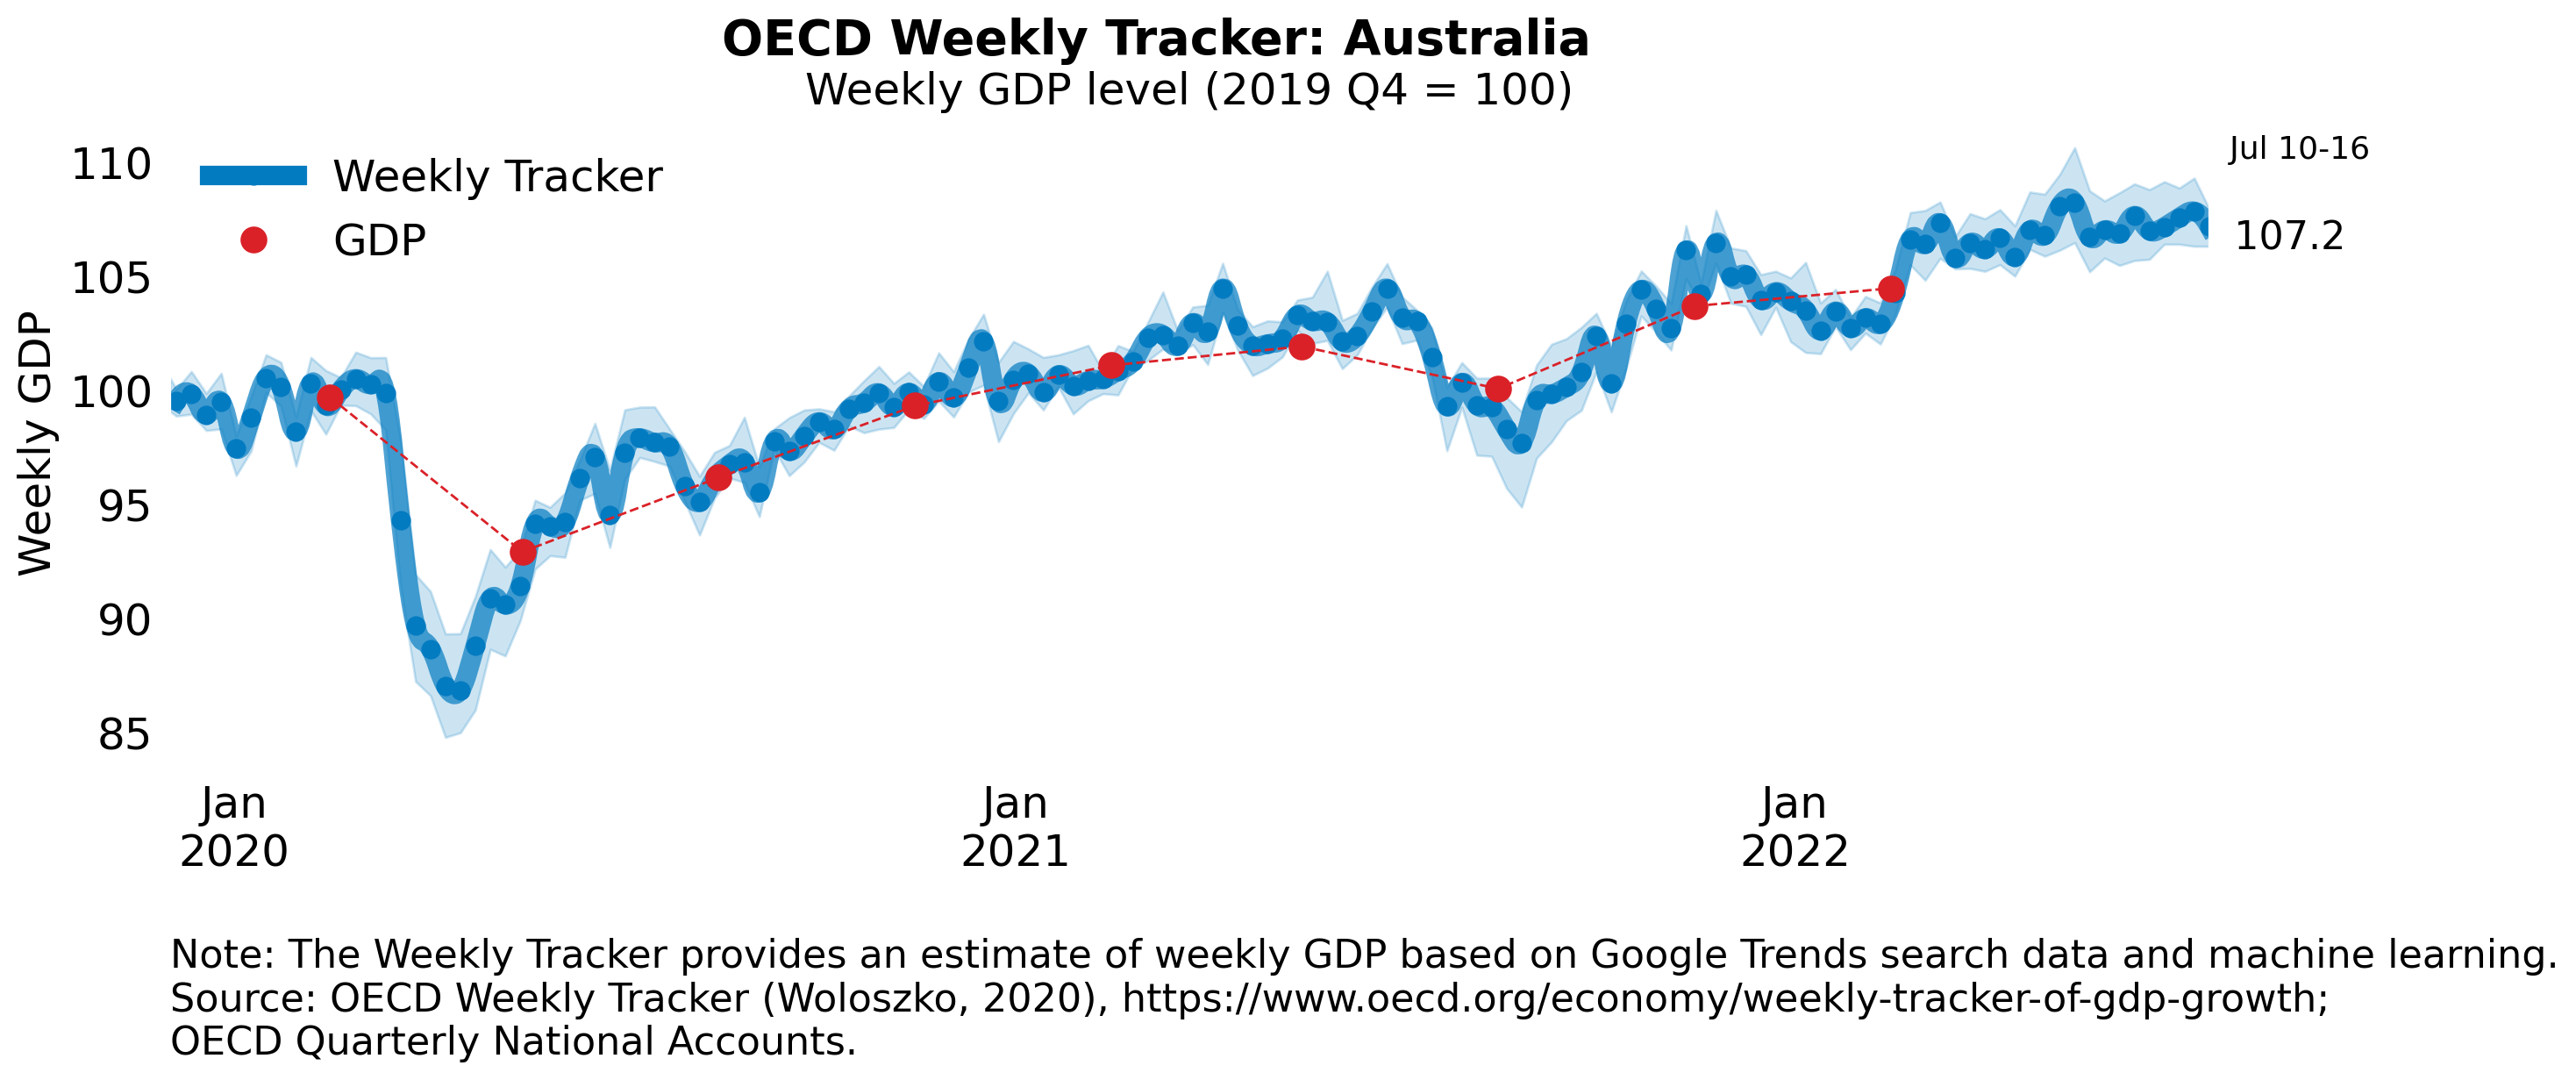 OECD Weekly Tracker: Australia
Weekly GDP level (2019 Q4 = 100)
Weekly Tracker
GDP
Jul 10-16
107.2
Weekly GDP
110
105
100
95
90
85
Jan
2020
Jan
2021
Jan
2022
Note: The Weekly Tracker provides an estimate of weekly GDP based on Google Trends search data and machine learning.
Source: OECD Weekly Tracker (Woloszko, 2020), https://www.oecd.org/economy/weekly-tracker-of-gdp-growth;
OECD Quarterly National Accounts.